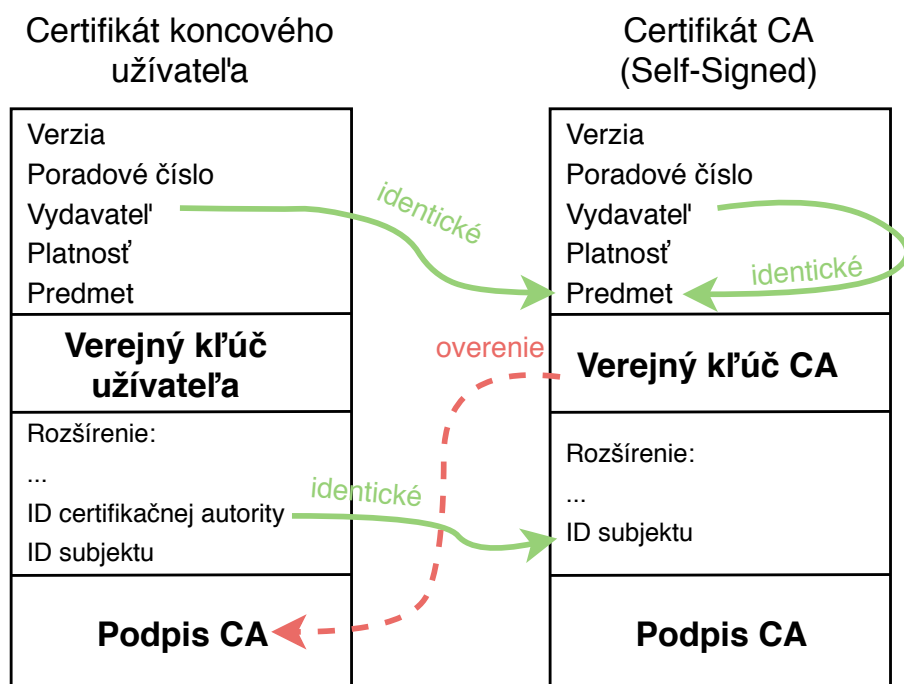 Certifikát koncového
užívateľa
Verzia
Poradové číslo
Vydavateľ
Platnosť
Predmet
Verejný kľúč
užívateľa
Rozšírenie:
...
ID certifikačnej autority
ID subjektu
Podpis CA
identické
overenie
identické
Certifikát CA
(Self-Signed)
Verzia
Poradové číslo
Vydavateľ
Platnosť
Predmet
identické
Verejný kľúč CA
Rozšírenie:
...
ID subjektu
Podpis CA